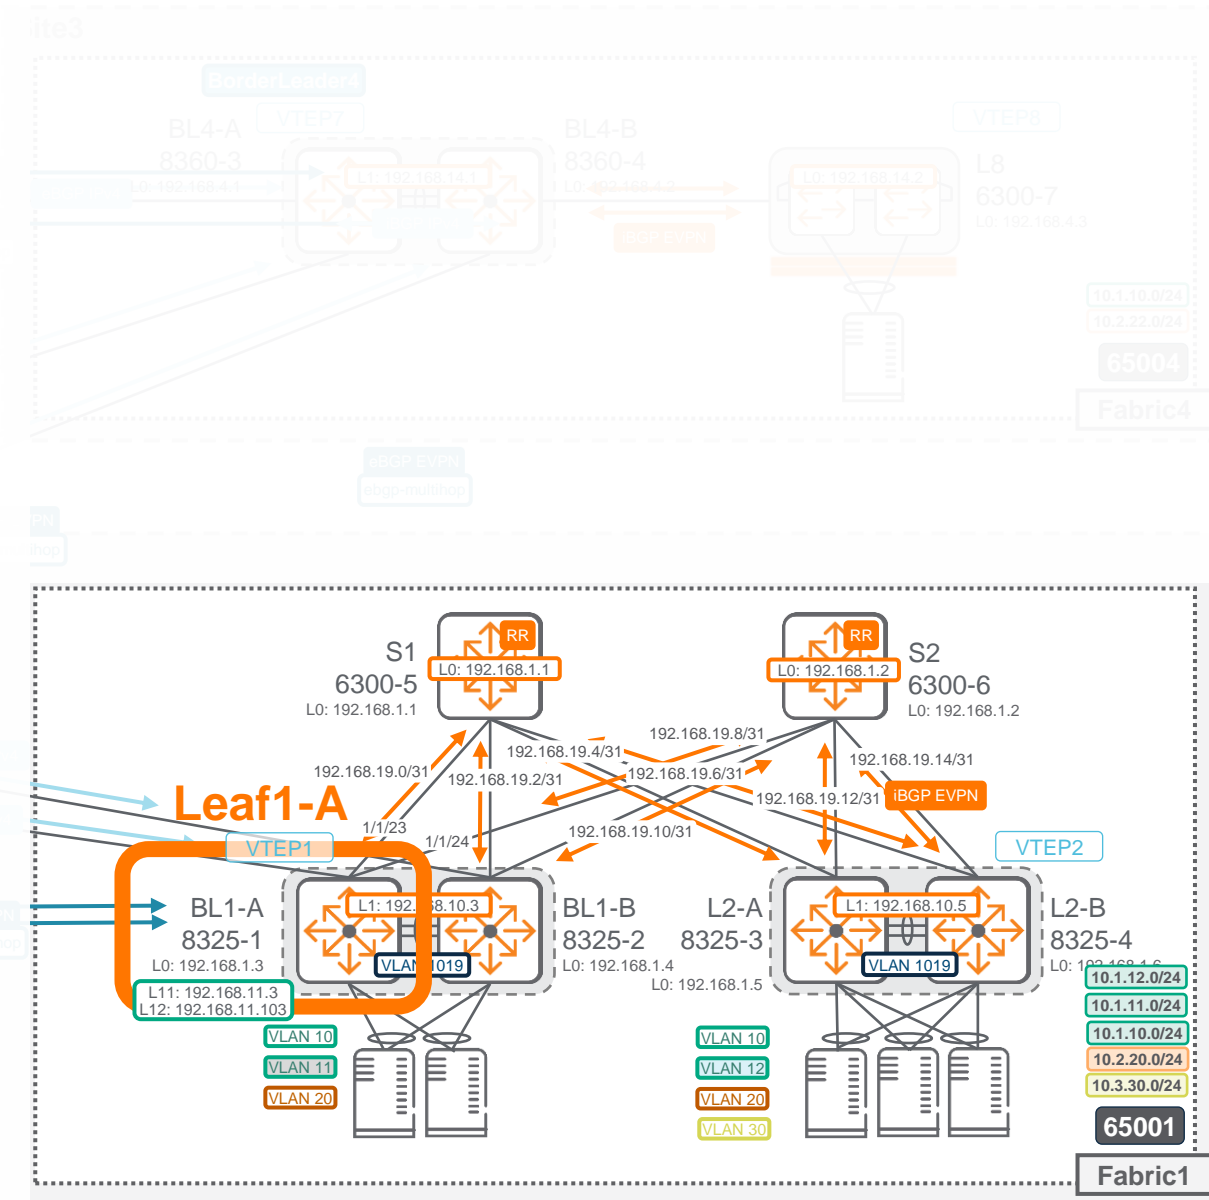 BorderLeader4
VTEP7
BL4-A
8360-3
L0: 192.168.4.1
L1: 192.168.14.1
BL4-B
8360-4
iBGP EVPN
VTEP8
L0: 192.168.14.2
L8
6300-7
L0: 192.168.4.3
10.1.10.0/24
10.2.22.0/24
65004
Fabric4
eBGP EVPN
ebgp-multihop
S1
6300-5
L0: 192.168.1.1
RR
L0: 192.168.1.1
RR
L0: 192.168.1.2
S2
6300-6
L0: 192.168.1.2
192.168.19.8/31
192.168.19.4/31
192.168.19.14/31
192.168.19.0/31
192.168.19.2/31
192.168.19.6/31
192.168.19.12/31
iBGP EVPN
Leaf1-A
1/1/23
1/1/24
192.168.19.10/31
VTEP1
VTEP2
BL1-A
8325-1
L0: 192.168.1.3
L11: 192.168.11.3
L12: 192.168.11.103
VLAN 10
VLAN 11
VLAN 20
BL1-B
8325-2
L0: 192.168.1.4
L2-A
8325-3
L0: 192.168.1.5
L1: 192.168.10.5
VLAN 1019
L2-B
8325-4
VLAN 10
VLAN 12
VLAN 20
VLAN 30
10.1.12.0/24
10.1.11.0/24
10.1.10.0/24
10.2.20.0/24
10.3.30.0/24
65001
Fabric1